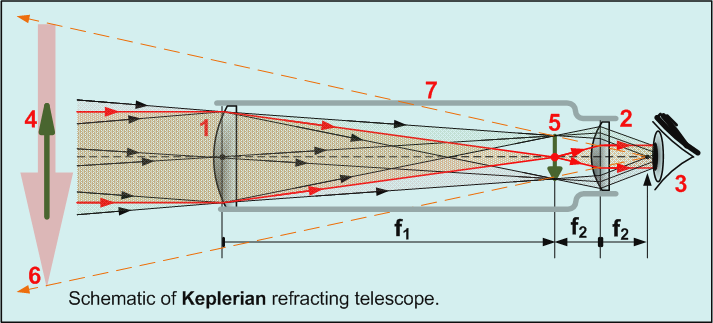 4
1
7
5
2
3
6
f1
f2
f2
Schematic of Keplerian refracting telescope.